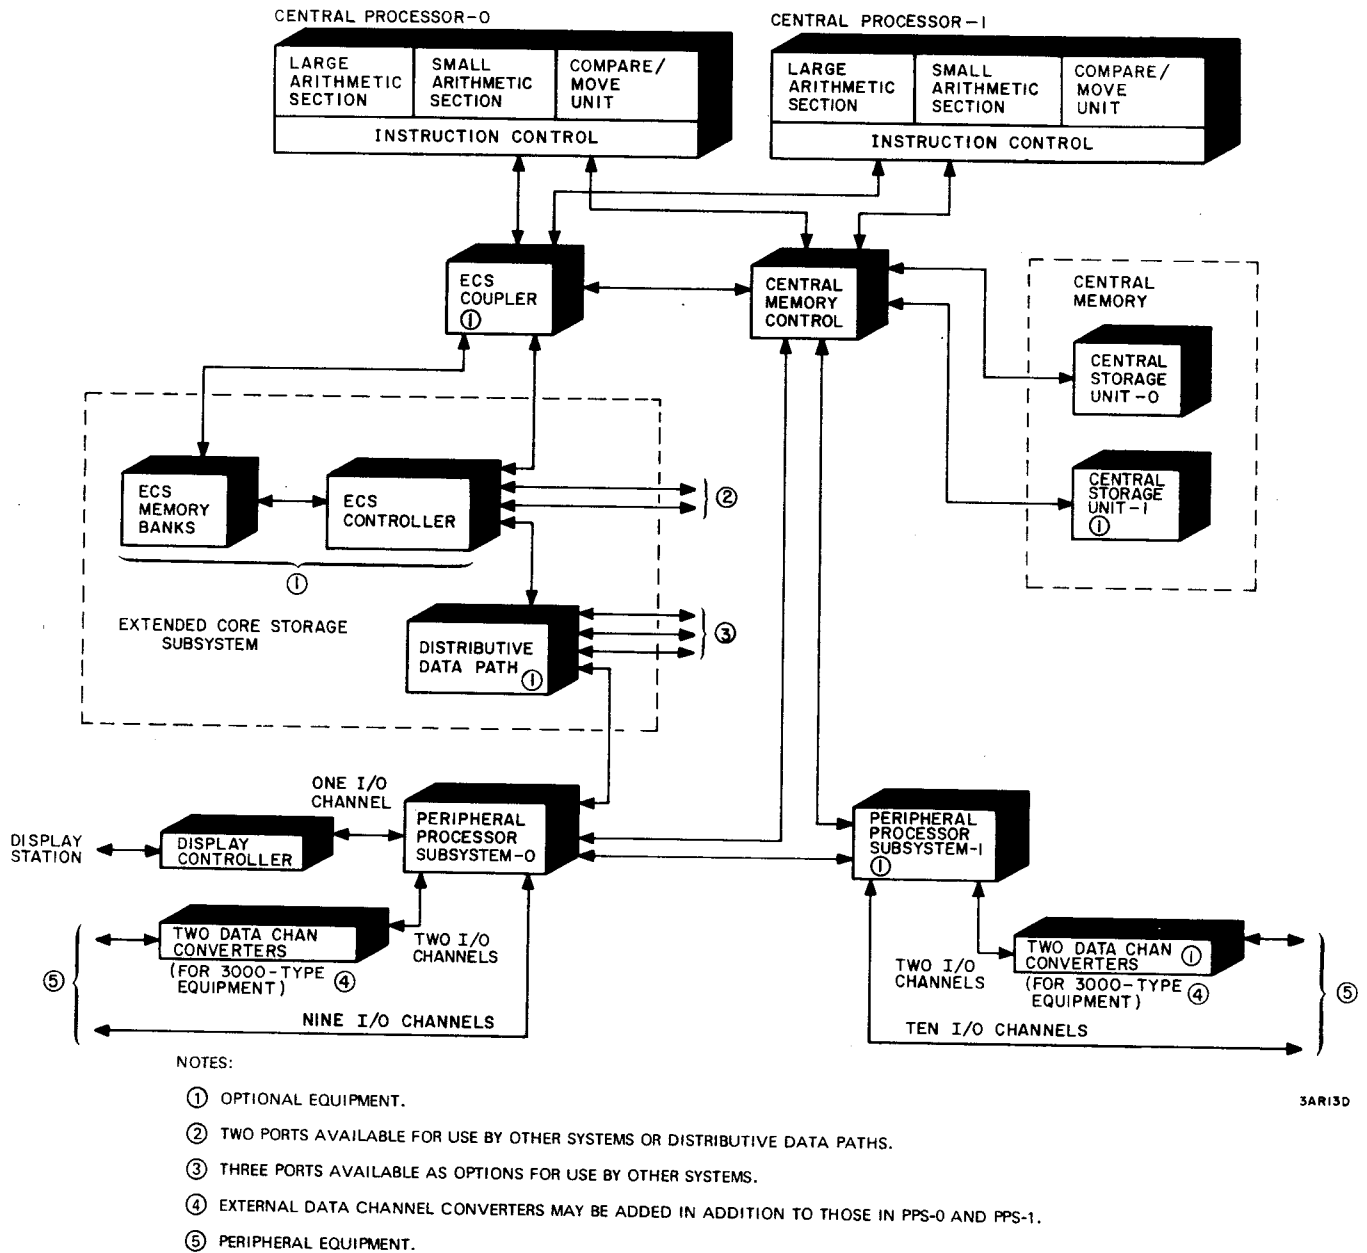 CENTRAL PROCESSOR-0
LARGE
ARITHMETIC
SECTION
SMALL
ARITHMETIC
SECTION
COMPARE/
MOVE
UNIT
INSTRUCTION CONTROL
CENTRAL PROCESSOR-1
LARGE
ARITHMETIC
SECTION
SMALL
ARITHMETIC
SECTION
COMPARE/
MOVE
UNIT
INSTRUCTION CONTROL
ECS
COUPLER
①
CENTRAL
MEMORY
CONTROL
CENTRAL
MEMORY
CENTRAL
STORAGE
UNIT-0
CENTRAL
STORAGE
UNIT-1
①
ECS
MEMORY
BANKS
ECS
CONTROLLER
②
①
EXTENDED CORE STORAGE
SUBSYSTEM
DISTRIBUTIVE
DATA PATH ①
③
ONE I/O
CHANNEL
DISPLAY
STATION
DISPLAY
CONTROLLER
PERIPHERAL
PROCESSOR
SUBSYSTEM-0
PERIPHERAL
PROCESSOR
SUBSYSTEM-1
①
⑤
TWO DATA CHAN
CONVERTERS
(FOR 3000-TYPE
EQUIPMENT) ④
TWO I/O
CHANNELS
NINE I/O CHANNELS
TWO I/O
CHANNELS
TWO DATA CHAN
CONVERTERS ①
(FOR 3000-TYPE
EQUIPMENT) ④
⑤
TEN I/O CHANNELS
NOTES:
① OPTIONAL EQUIPMENT.
3AR13D
② TWO PORTS AVAILABLE FOR USE BY OTHER SYSTEMS OR DISTRIBUTIVE DATA PATHS.
③ THREE PORTS AVAILABLE AS OPTIONS FOR USE BY OTHER SYSTEMS.
④ EXTERNAL DATA CHANNEL CONVERTERS MAY BE ADDED IN ADDITION TO THOSE IN PPS-0 AND PPS-1.
⑤ PERIPHERAL EQUIPMENT.